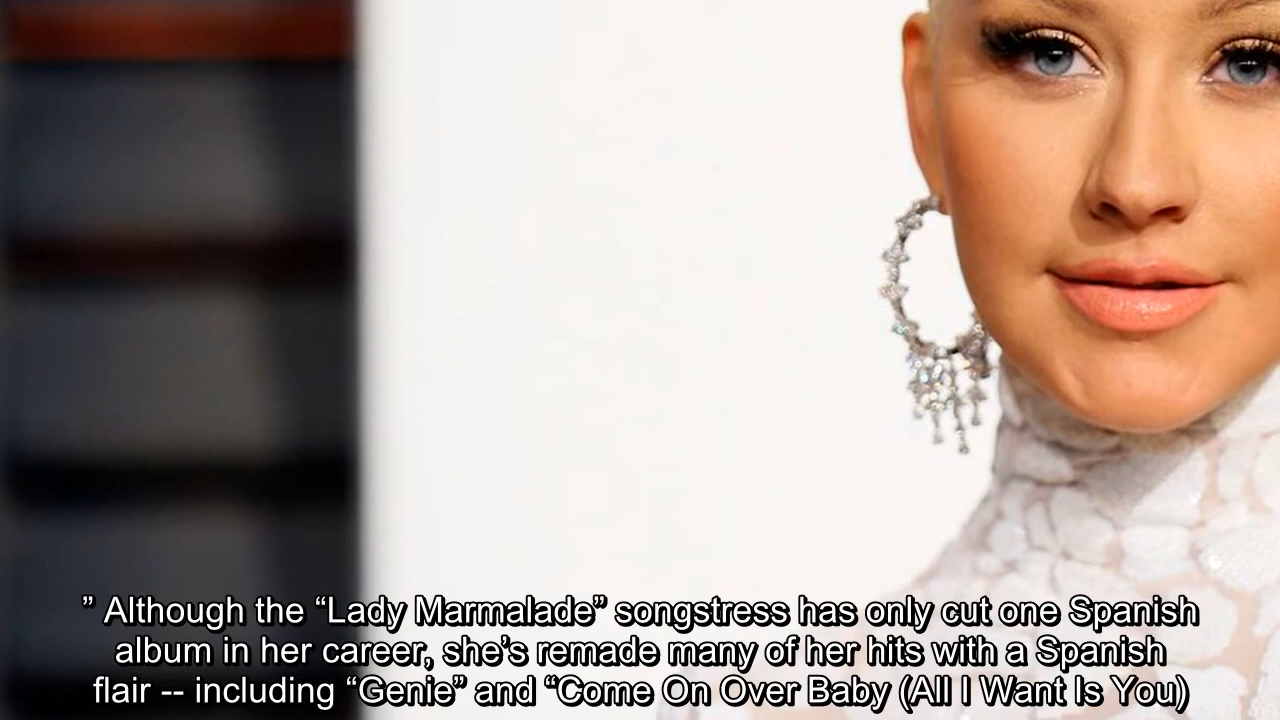 ” Although the “Lady Marmalade” songstress has only cut one Spanish
album in her career, she’s remade many of her hits with a Spanish
flair -- including “Genie” and “Come On Over Baby (All I Want Is You)